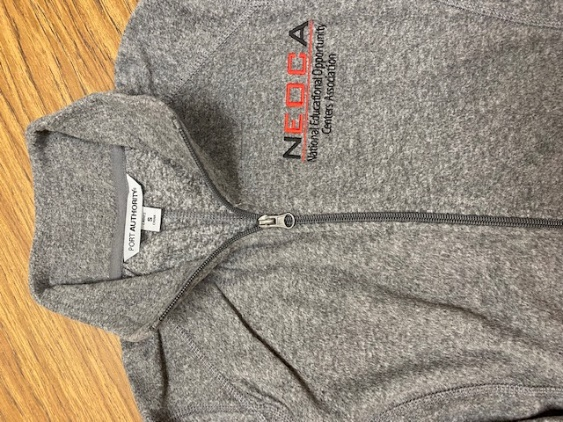 NEOCA
National Educational Opportunity
Centers Association
PORT AUTHORITY
S